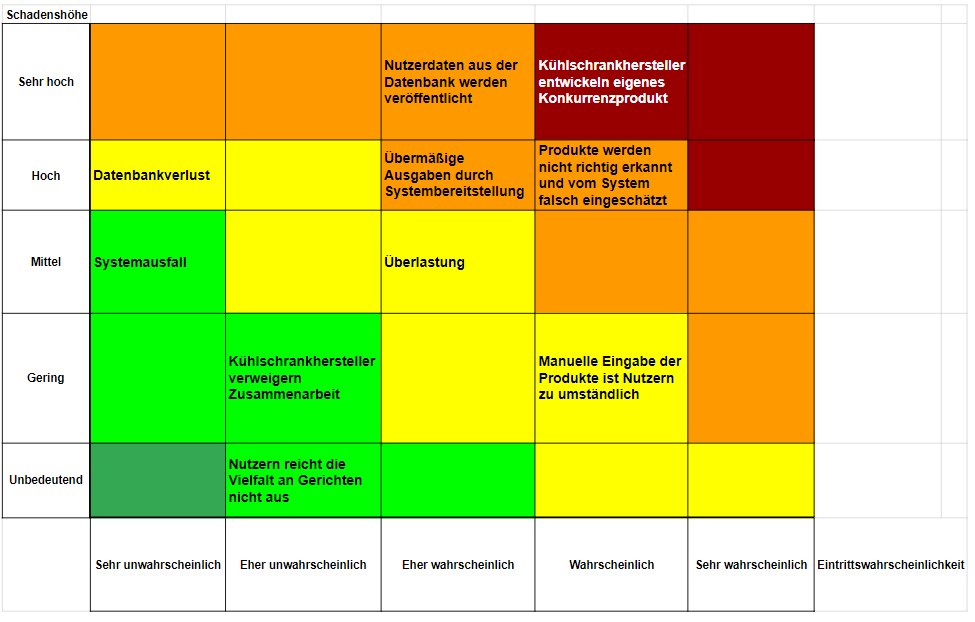 Schadenshöhe
Sehr hoch
Nutzerdaten aus der
Datenbank werden
veröffentlicht
Kühlschrankhersteller
entwickeln eigenes
Konkurrenzprodukt
Hoch
Datenbankverlust
Übermäßige
Ausgaben durch
Systembereitstellung
Produkte werden
nicht richtig erkannt
und vom System
falsch eingeschätzt
Mittel
Systemausfall
Überlastung
Gering
Kühlschrankhersteller
verweigern
Zusammenarbeit
Manuelle Eingabe der
Produkte ist Nutzern
zu umständlich
Unbedeutend
Nutzern reicht die
Vielfalt an Gerichten
nicht aus
Sehr unwahrscheinlich
Eher unwahrscheinlich
Eher wahrscheinlich
Wahrscheinlich
Sehr wahrscheinlich
Eintrittswahrscheinlichkeit